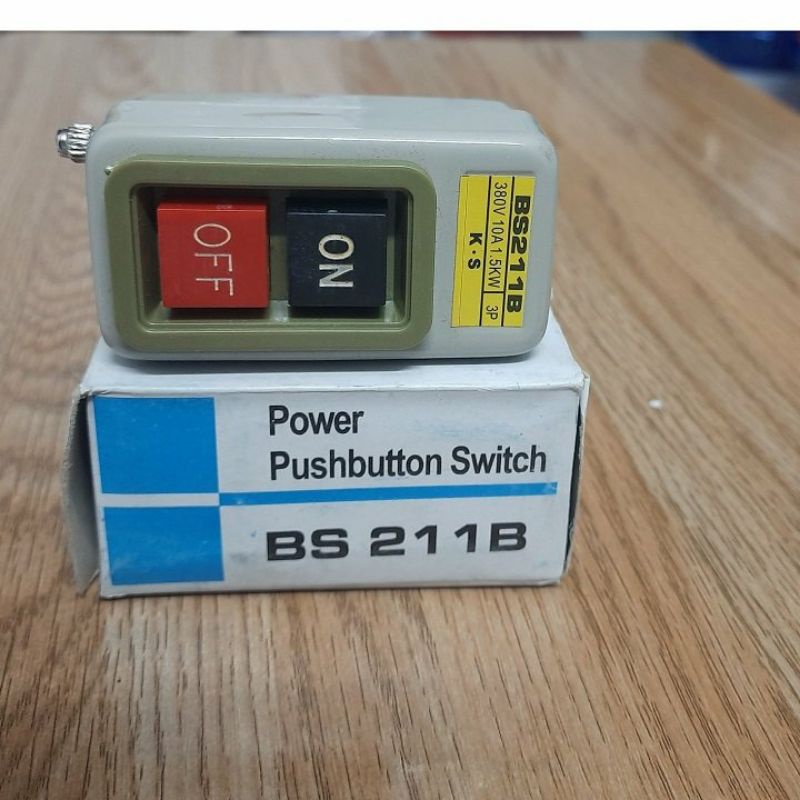 OFF
ON
BS211B
380V 10A 1.5KW 3P
K·S
Power
Pushbutton Switch
BS 211B